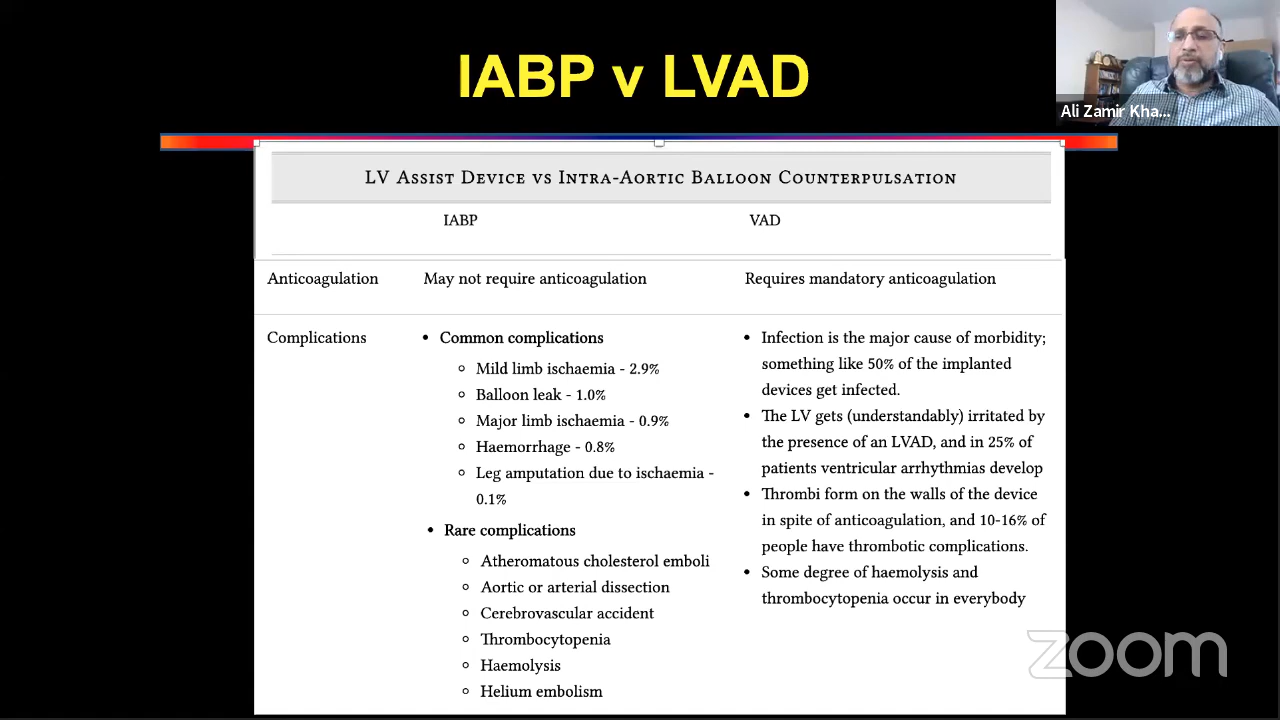 IABP v LVAD
Ali Zamir Kha...
LV Assist Device vs Intra-Aortic Balloon Counterpulsation
IABP
VAD
Anticoagulation
May not require anticoagulation
Requires mandatory anticoagulation
Complications
• Common complications
◦ Mild limb ischaemia - 2.9%
◦ Balloon leak - 1.0%
◦ Major limb ischaemia - 0.9%
◦ Haemorrhage - 0.8%
◦ Leg amputation due to ischaemia -
0.1%
• Rare complications
◦ Atheromatous cholesterol emboli
◦ Aortic or arterial dissection
◦ Cerebrovascular accident
◦ Thrombocytopenia
◦ Haemolysis
◦ Helium embolism
• Infection is the major cause of morbidity;
something like 50% of the implanted
devices get infected.
• The LV gets (understandably) irritated by
the presence of an LVAD, and in 25% of
patients ventricular arrhythmias develop
• Thrombi form on the walls of the device
in spite of anticoagulation, and 10-16% of
people have thrombotic complications.
• Some degree of haemolysis and
thrombocytopenia occur in everybody
zoom